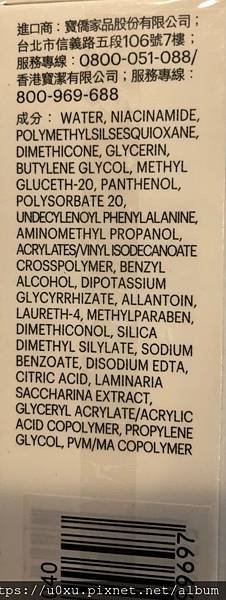 進口商：寶僑家品股份有限公司；
台北市信義路五段106號7樓；
服務專線：0800-051-088/
香港寶潔有限公司；服務專線：
800-969-688
成分： WATER, NIACINAMIDE,
POLYMETHYLSILSESQUIOXANE,
DIMETHICONE, GLYCERIN,
BUTYLENE GLYCOL, METHYL
GLUCETH-20, PANTHENOL,
POLYSORBATE 20,
UNDECYLENOYL PHENYLALANINE,
AMINOMETHYL PROPANOL,
ACRYLATES/VINYL ISODECANOATE
CROSSPOLYMER, BENZYL
ALCOHOL, DIPOTASSIUM
GLYCYRRHIZATE, ALLANTOIN,
LAURETH-4, METHYLPARABEN,
DIMETHICONOL, SILICA
DIMETHYL SILYLATE, SODIUM
BENZOATE, DISODIUM EDTA,
CITRIC ACID, LAMINARIA
SACCHARINA EXTRACT,
GLYCERYL ACRYLATE/ACRYLIC
ACID COPOLYMER, PROPYLENE
GLYCOL, PVM/MA COPOLYMER
040
9697
https://u0xu.pixnet.net/album